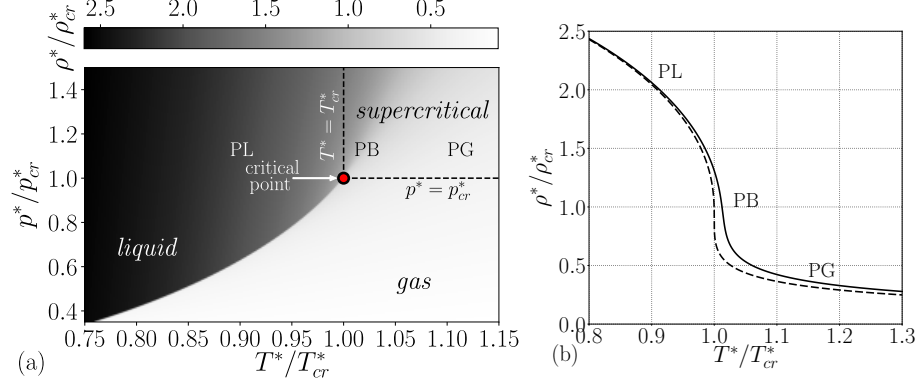 2.5 2.0 1.0 0
ρ*/ρ*cr
1.4
1.2
1.0
0.8
0.6
0.4
p*/p*cr
T* = T*cr
supercritical
PL
PB
PG
critical
point
p* = p*cr
liquid
gas
0.75 0.80 0.85 0.90 0.95 1.00 1.05 1.10 1.15
(a)
T*/T*cr
2.5
2.0
1.5
1.0
0.5
0.0
ρ*/ρ*cr
PL
PB
PG
0.8 0.9 1.0 1.1 1.2 1.3
(b)
T*/T*cr